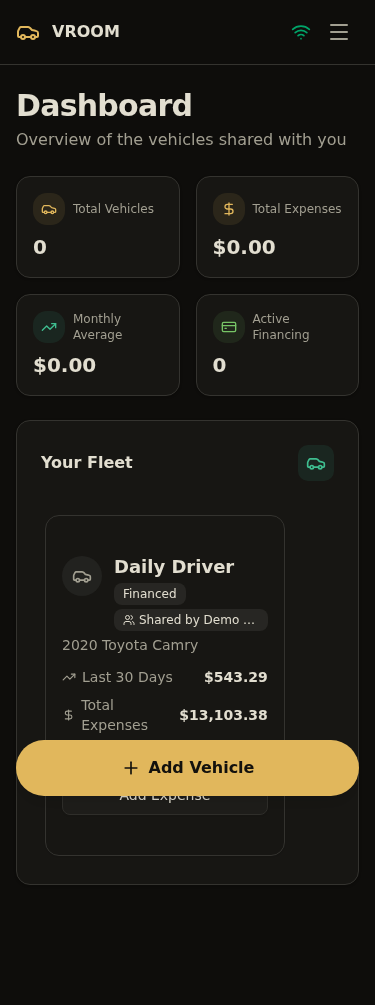 VROOM
Dashboard
Overview of the vehicles shared with you
Total Vehicles
0
Total Expenses
$0.00
Monthly
Average
$0.00
Active
Financing
0
Your Fleet
Daily Driver
Financed
Shared by Demo ...
2020 Toyota Camry
Last 30 Days
$543.29
Total
Expenses
$13,103.38
Add Vehicle
Add Expense